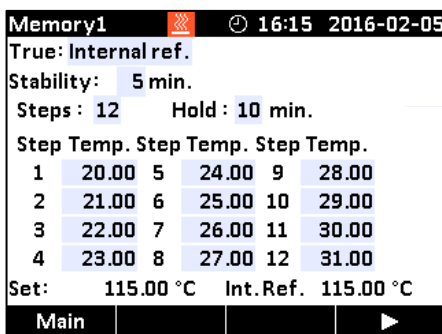 Memory1 16:15 2016-02-05
True: Internal ref.
Stability: 5 min.
Steps : 12 Hold : 10 min.
Step Temp. Step Temp. Step Temp.
1 20.00 5 24.00 9 28.00
2 21.00 6 25.00 10 29.00
3 22.00 7 26.00 11 30.00
4 23.00 8 27.00 12 31.00
Set: 115.00 °C Int. Ref. 115.00 °C
Main